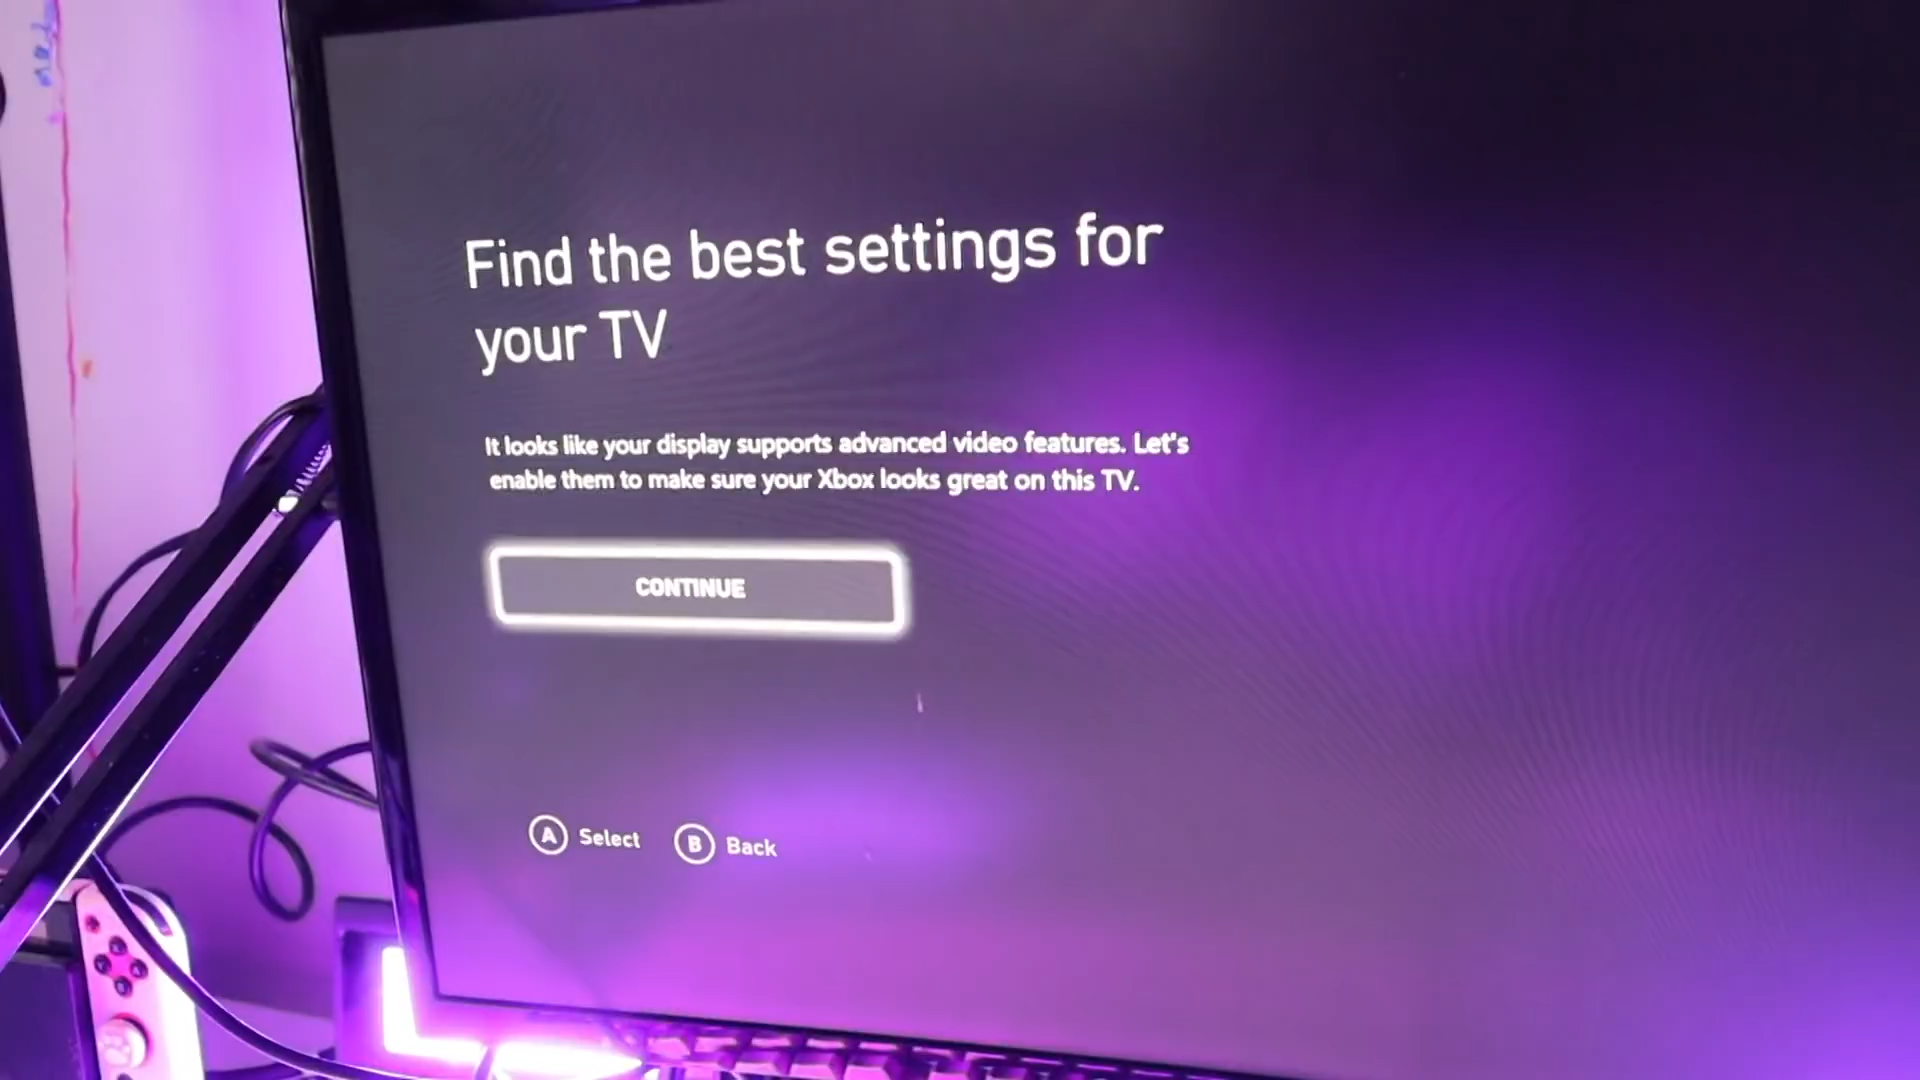 Find the best settings for
your TV
It looks like your display supports advanced video features. Let's
enable them to make sure your Xbox looks great on this TV.
CONTINUE
A Select B Back